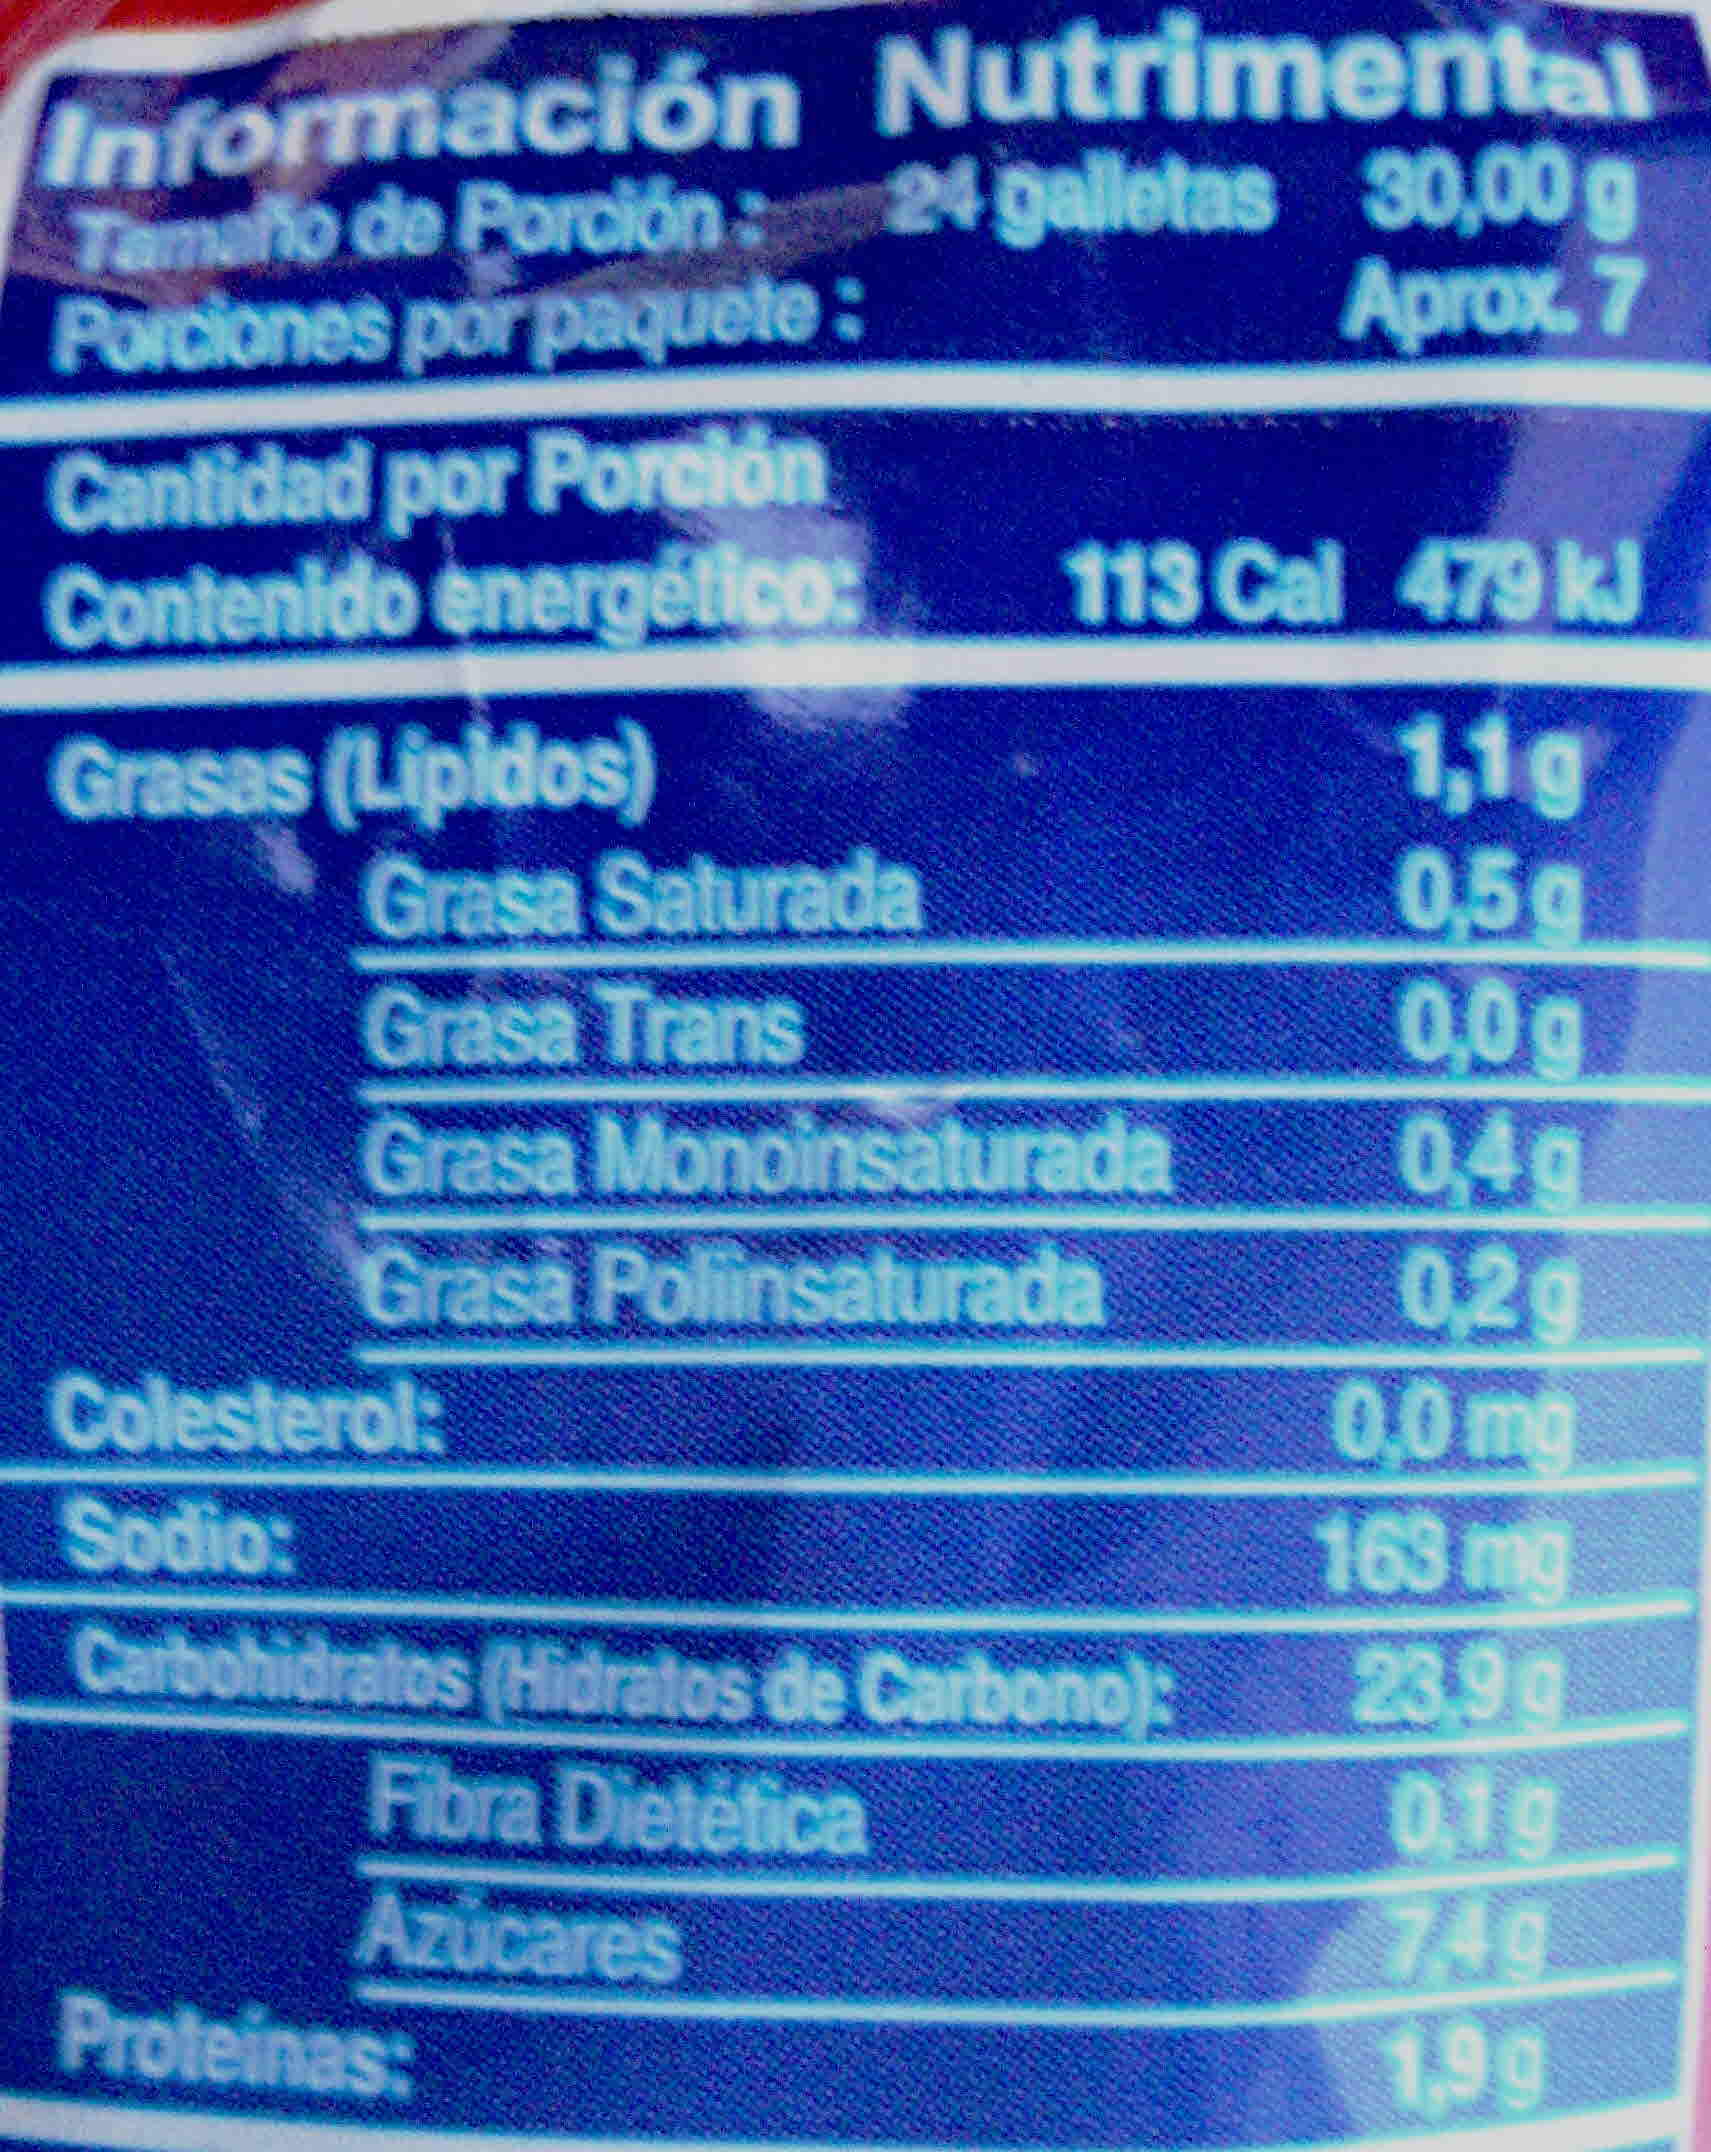 Información Nutrimental
Tamaño de Porción : 24 galletas 30,00 g
Porciones por paquete : Aprox. 7
Cantidad por Porción
Contenido energético: 113 Cal 479 kJ
Grasas (Lípidos) 1,1 g
Grasa Saturada 0,5 g
Grasa Trans 0,0 g
Grasa Monoinsaturada 0,4 g
Grasa Poliinsaturada 0,2 g
Colesterol: 0,0 mg
Sodio: 163 mg
Carbohidratos (Hidratos de Carbono): 23,9 g
Fibra Dietética 0,1 g
Azúcares 7,4 g
Proteínas: 1,9 g